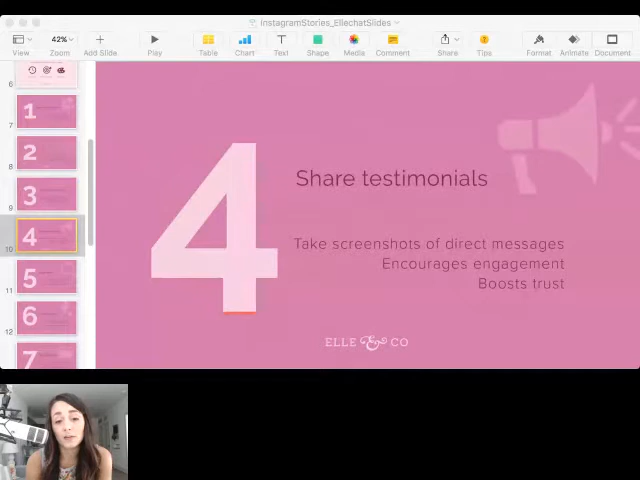 InstagramStories_EllechatSlides
View
42%
Zoom
Add Slide
Play
Table
Chart
Text
Shape
Media
Comment
Share
Tips
Format
Animate
Document
6
1
7
2
8
3
9
4
10
5
11
6
12
7
4
Share testimonials
Take screenshots of direct messages
Encourages engagement
Boosts trust
ELLE & CO